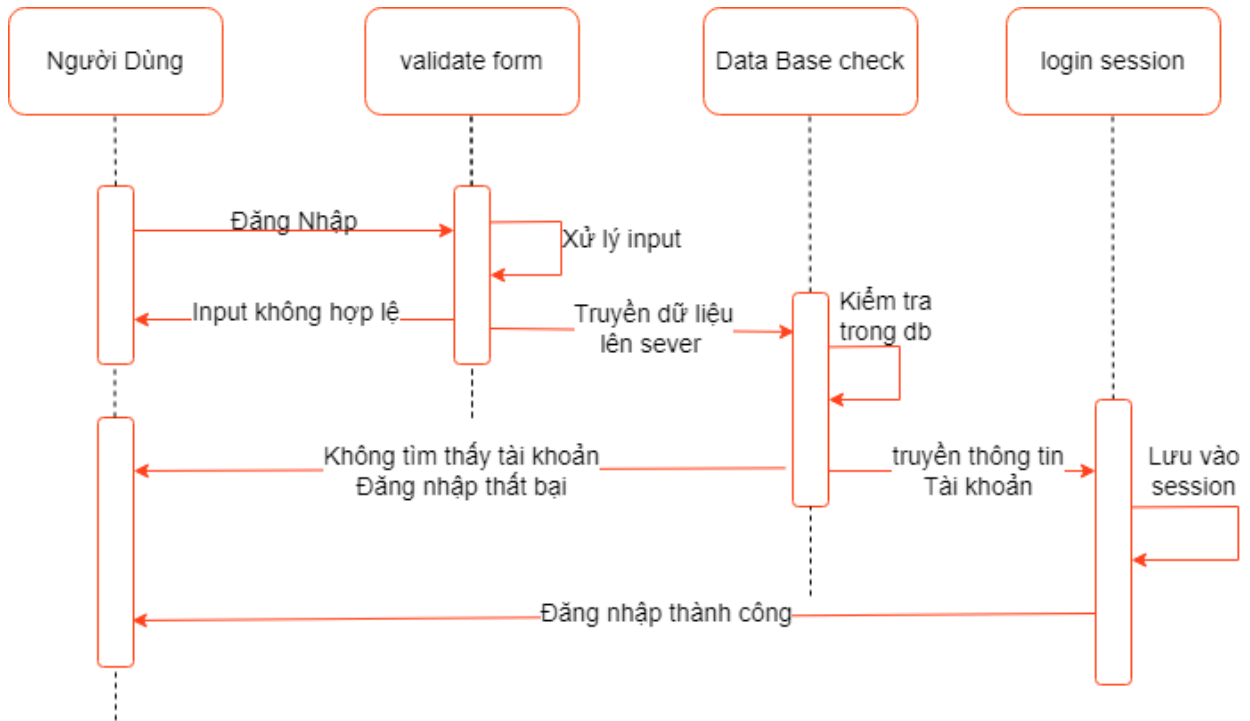 Người Dùng
validate form
Data Base check
login session
Đăng Nhập
Xử lý input
Input không hợp lệ
Truyền dữ liệu
lên sever
Kiểm tra
trong db
Không tìm thấy tài khoản
Đăng nhập thất bại
truyền thông tin
Tài khoản
Lưu vào
session
Đăng nhập thành công